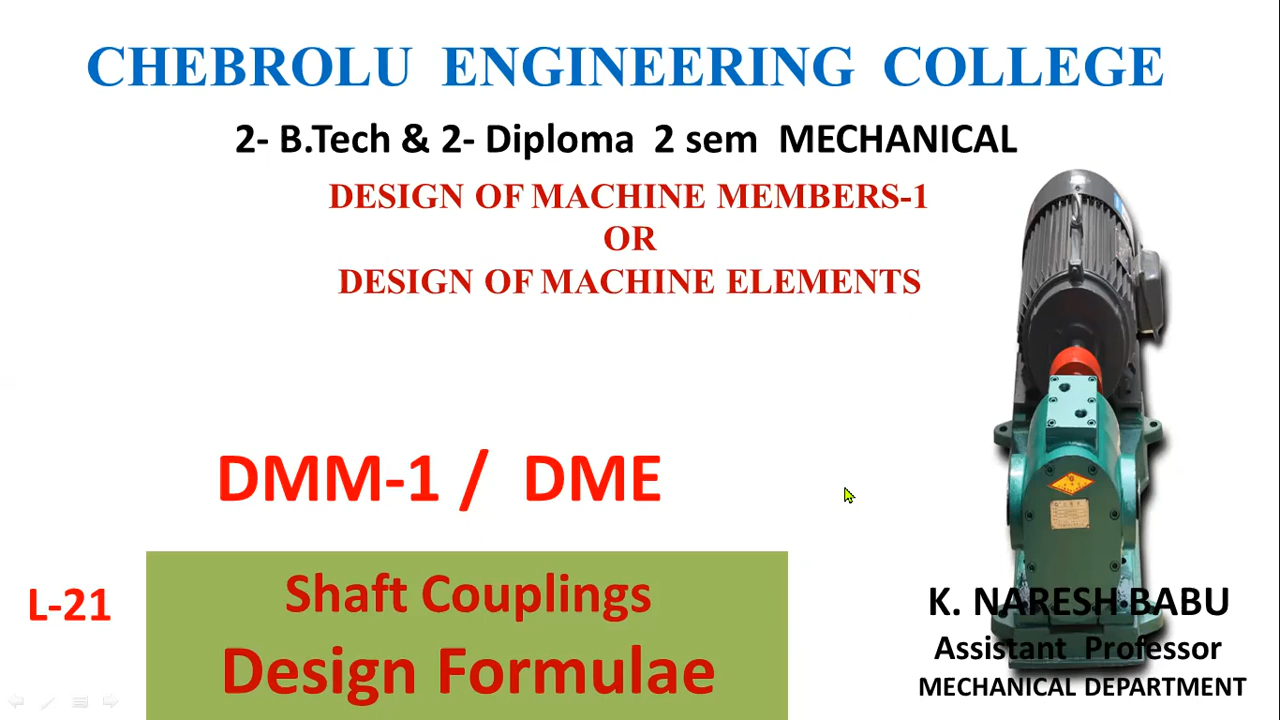 CHEBROLU ENGINEERING COLLEGE
2- B.Tech & 2- Diploma 2 sem MECHANICAL
DESIGN OF MACHINE MEMBERS-1
OR
DESIGN OF MACHINE ELEMENTS
DMM-1 / DME
L-21
Shaft Couplings
Design Formulae
K. NARESH BABU
Assistant Professor
MECHANICAL DEPARTMENT